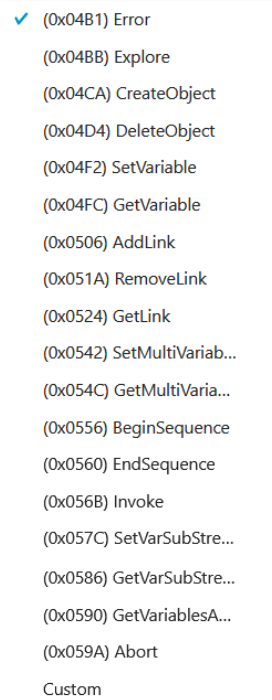 (0x04B1) Error
(0x04BB) Explore
(0x04CA) CreateObject
(0x04D4) DeleteObject
(0x04F2) SetVariable
(0x04FC) GetVariable
(0x0506) AddLink
(0x051A) RemoveLink
(0x0524) GetLink
(0x0542) SetMultiVariab...
(0x054C) GetMultiVaria...
(0x0556) BeginSequence
(0x0560) EndSequence
(0x056B) Invoke
(0x057C) SetVarSubStre...
(0x0586) GetVarSubStre...
(0x0590) GetVariablesA...
(0x059A) Abort
Custom